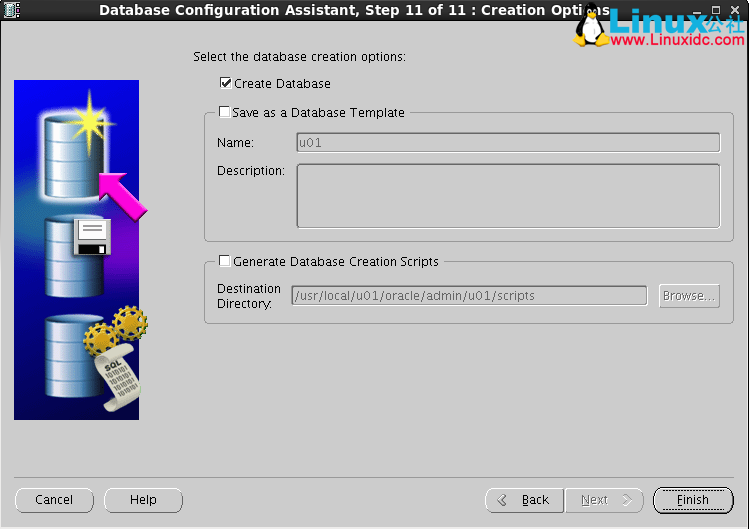 Database Configuration Assistant, Step 11 of 11 : Creation Options
Linux公社
www.Linuxidc.com
Select the database creation options:
Create Database
Save as a Database Template
Name:
u01
Description:
Generate Database Creation Scripts
Destination
Directory:
/usr/local/u01/oracle/admin/u01/scripts
Browse...
SQL
Cancel
Help
Back
Next
Finish